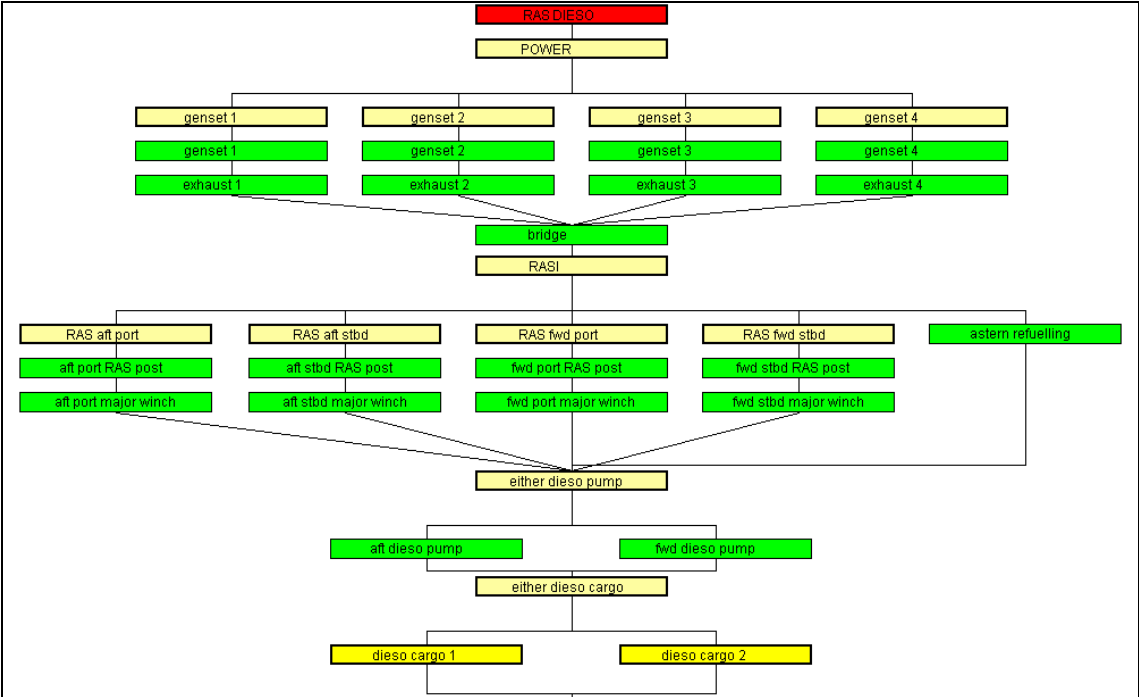 RAS DIESO
POWER
genset 1 genset 2 genset 3 genset 4
genset 1 genset 2 genset 3 genset 4
exhaust 1 exhaust 2 exhaust 3 exhaust 4
bridge
RASI
RAS aft port RAS aft stbd RAS fwd port RAS fwd stbd astern refuelling
aft port RAS post aft stbd RAS post fwd port RAS post fwd stbd RAS post
aft port major winch aft stbd major winch fwd port major winch fwd stbd major winch
either dieso pump
aft dieso pump fwd dieso pump
either dieso cargo
dieso cargo 1 dieso cargo 2